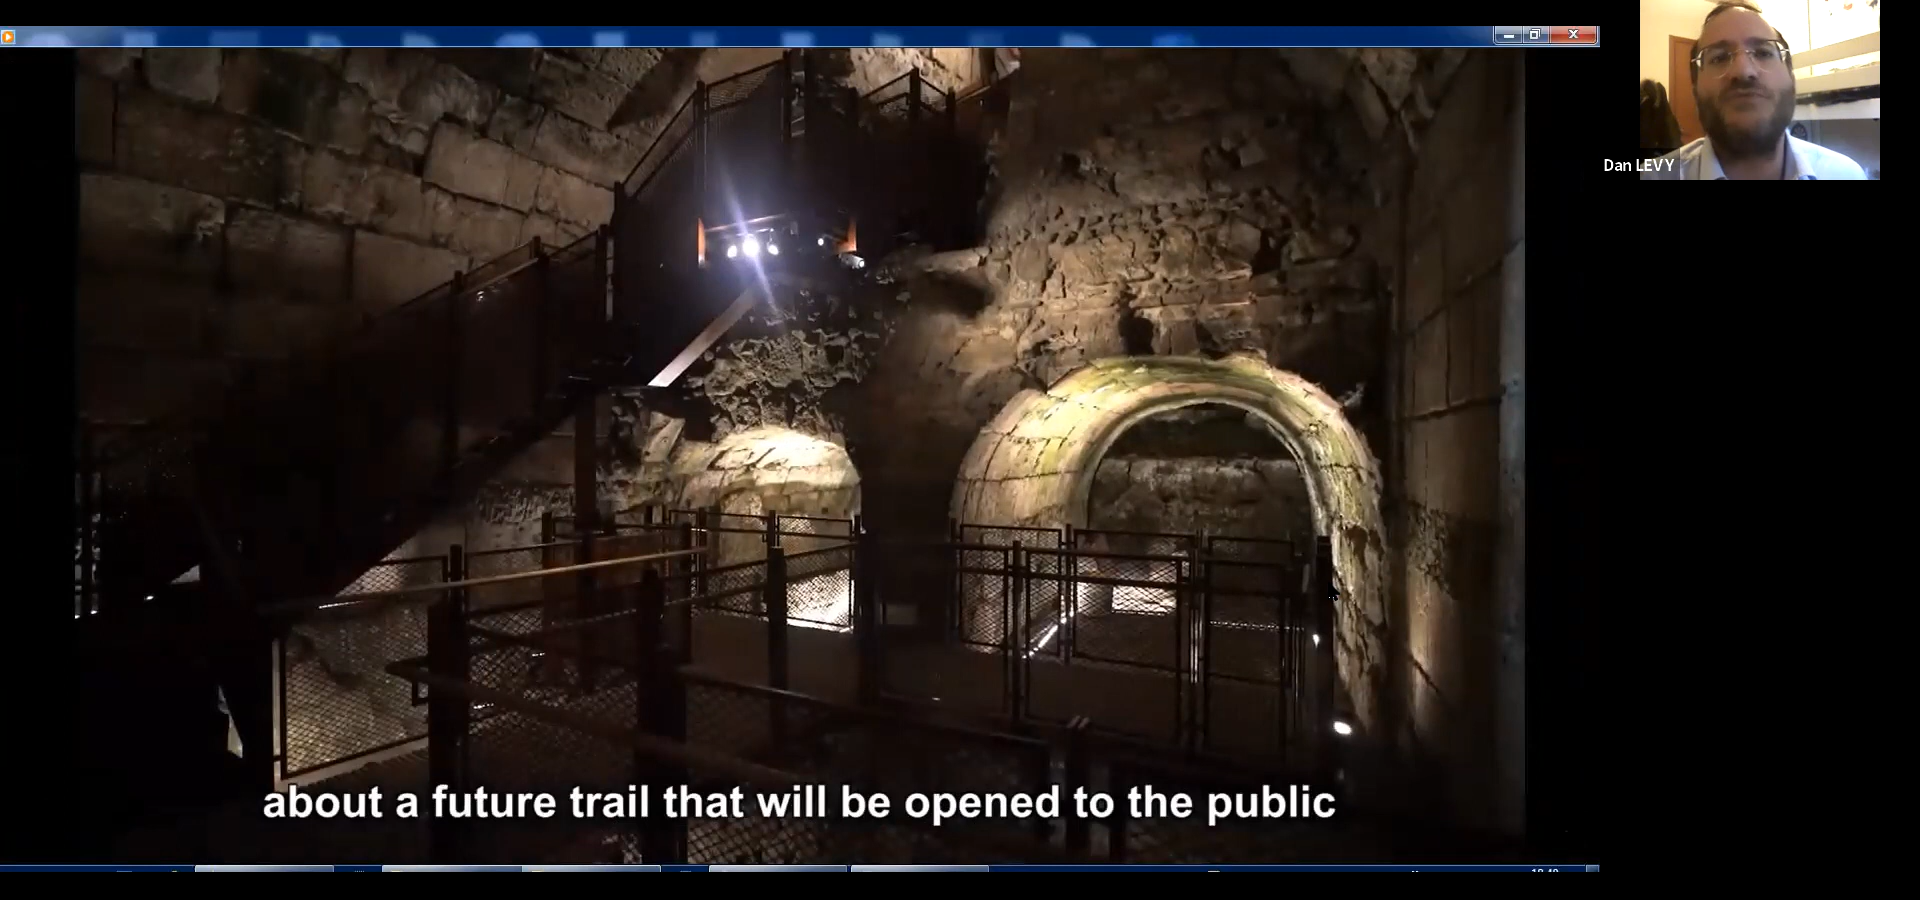 Dan LEVY
about a future trail that will be opened to the public